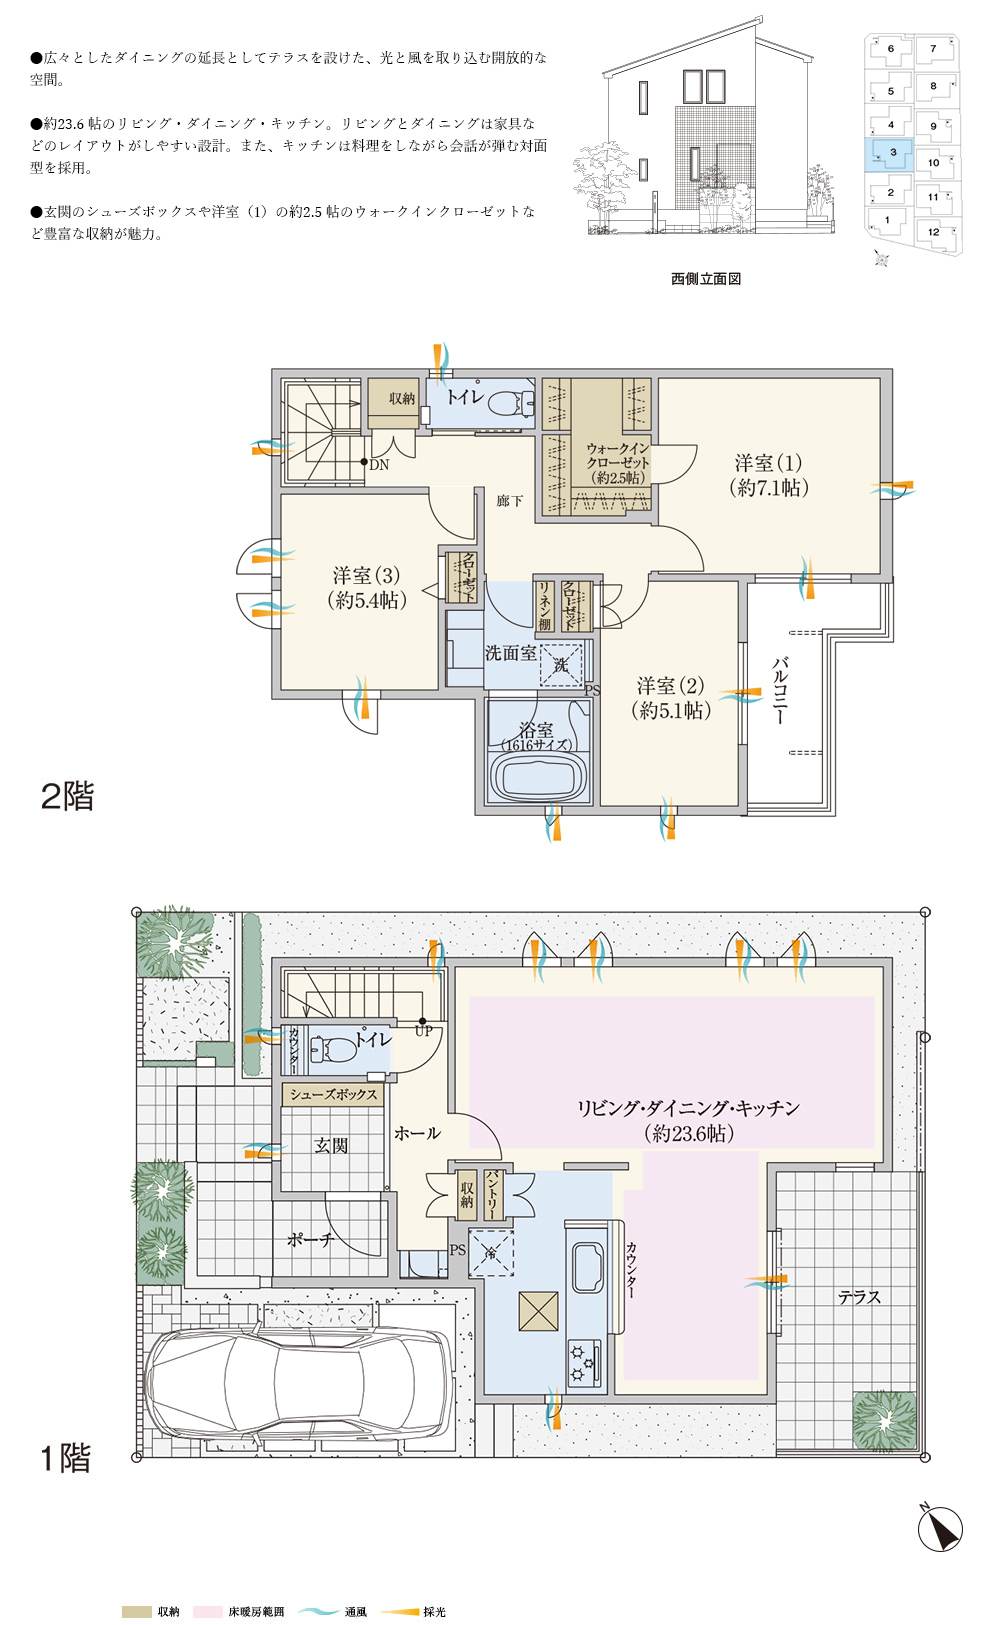 ●広々としたダイニングの延長としてテラスを設けた、光と風を取り込む開放的な
空間。
●約23.6 帖のリビング・ダイニング・キッチン。リビングとダイニングは家具な
どのレイアウトがしやすい設計。また、キッチンは料理をしながら会話が弾む対面
型を採用。
●玄関のシューズボックスや洋室（1）の約2.5 帖のウォークインクローゼットな
ど豊富な収納が魅力。
西側立面図
6
7
5
8
4
9
3
10
2
11
1
12
収納
トイレ
DN
廊下
ウォークイン
クローゼット
（約2.5帖）
洋室（1）
（約7.1帖）
洋室（3）
（約5.4帖）
クローゼット
リネン棚
クローゼット
洗面室
洗
PS
洋室（2）
（約5.1帖）
バルコニー
浴室
（1616サイズ）
2階
UP
カウンター
トイレ
シューズボックス
玄関
ホール
リビング・ダイニング・キッチン
（約23.6帖）
収納
パントリー
ポーチ
PS
冷
カウンター
テラス
1階
N
収納
床暖房範囲
通風
採光